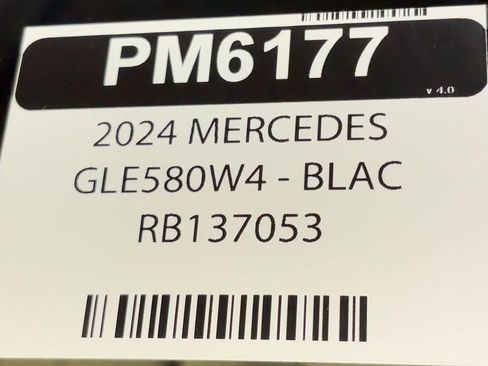 PM6177
v 4.0
2024 MERCEDES
GLE580W4 - BLAC
RB137053